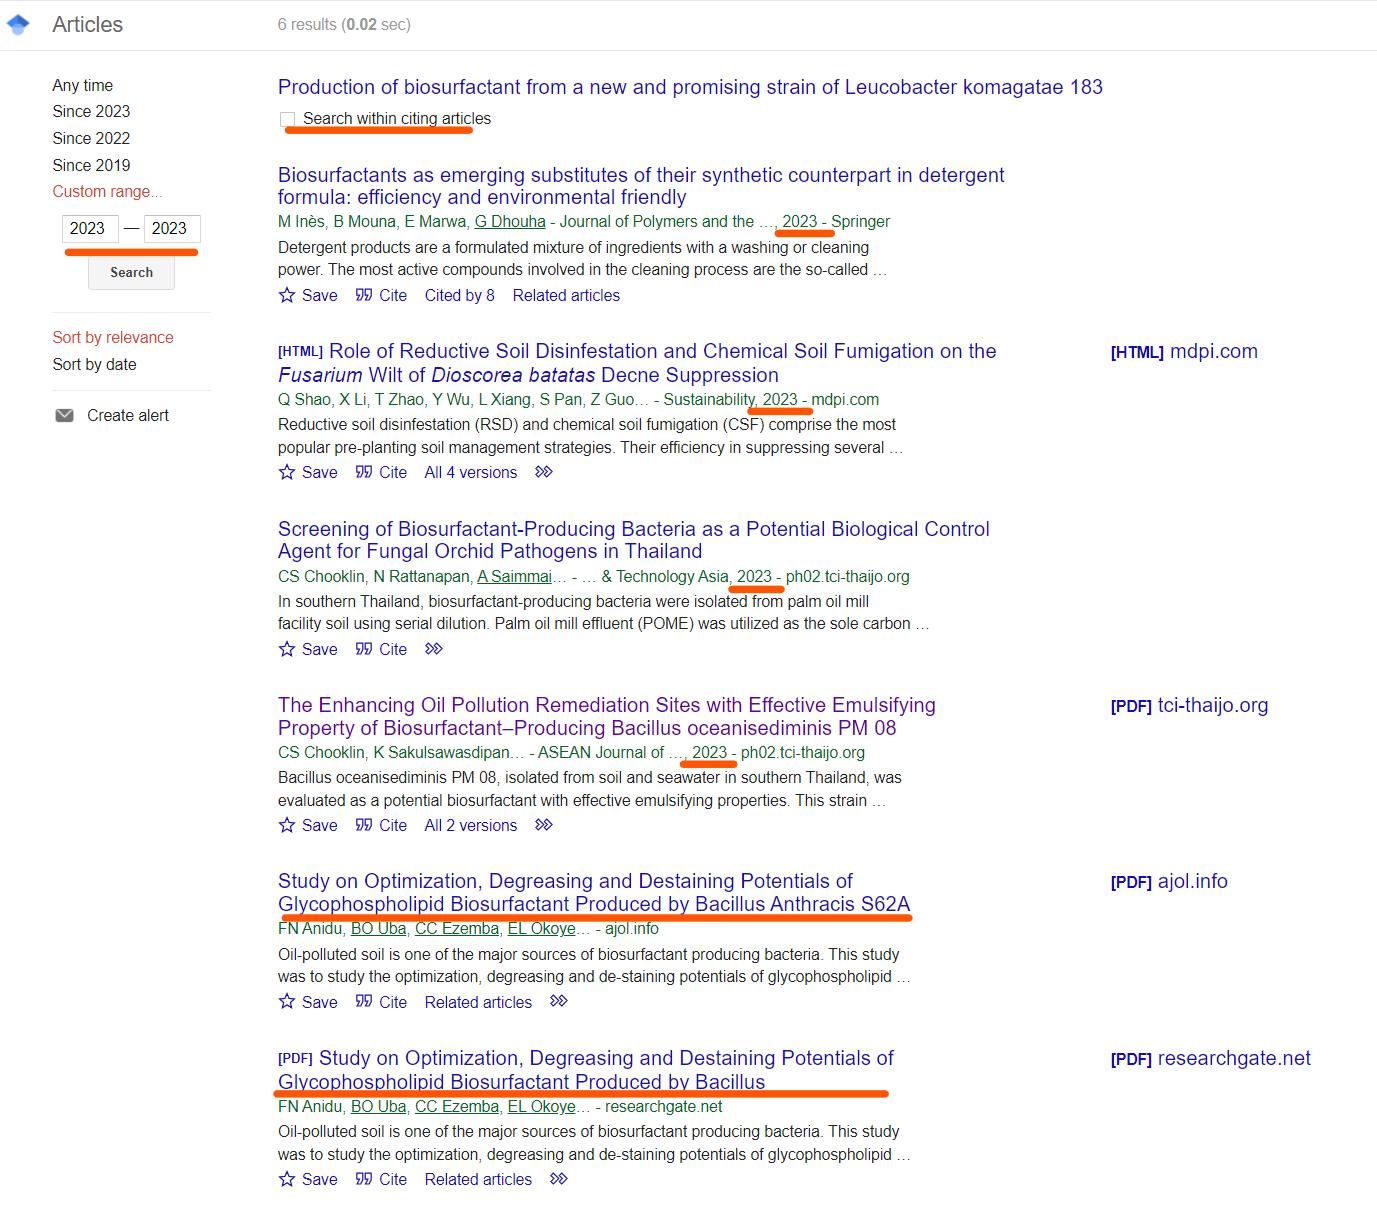 Articles
6 results (0.02 sec)
Any time
Since 2023
Since 2022
Since 2019
Custom range...
2023 — 2023
Search
Sort by relevance
Sort by date
Create alert
Production of biosurfactant from a new and promising strain of Leucobacter komagatae 183
Search within citing articles
Biosurfactants as emerging substitutes of their synthetic counterpart in detergent
formula: efficiency and environmental friendly
M Inès, B Mouna, E Marwa, G Dhouha - Journal of Polymers and the …, 2023 - Springer
Detergent products are a formulated mixture of ingredients with a washing or cleaning
power. The most active compounds involved in the cleaning process are the so-called …
Save Cite Cited by 8 Related articles
[HTML] Role of Reductive Soil Disinfestation and Chemical Soil Fumigation on the
Fusarium Wilt of Dioscorea batatas Decne Suppression
Q Shao, X Li, T Zhao, Y Wu, L Xiang, S Pan, Z Guo… - Sustainability, 2023 - mdpi.com
Reductive soil disinfestation (RSD) and chemical soil fumigation (CSF) comprise the most
popular pre-planting soil management strategies. Their efficiency in suppressing several …
Save Cite All 4 versions
[HTML] mdpi.com
Screening of Biosurfactant-Producing Bacteria as a Potential Biological Control
Agent for Fungal Orchid Pathogens in Thailand
CS Chooklin, N Rattanapan, A Saimmai… - … & Technology Asia, 2023 - ph02.tci-thaijo.org
In southern Thailand, biosurfactant-producing bacteria were isolated from palm oil mill
facility soil using serial dilution. Palm oil mill effluent (POME) was utilized as the sole carbon …
Save Cite
The Enhancing Oil Pollution Remediation Sites with Effective Emulsifying
Property of Biosurfactant–Producing Bacillus oceanisediminis PM 08
CS Chooklin, K Sakulsawasdipan… - ASEAN Journal of …, 2023 - ph02.tci-thaijo.org
Bacillus oceanisediminis PM 08, isolated from soil and seawater in southern Thailand, was
evaluated as a potential biosurfactant with effective emulsifying properties. This strain …
Save Cite All 2 versions
[PDF] tci-thaijo.org
Study on Optimization, Degreasing and Destaining Potentials of
Glycophospholipid Biosurfactant Produced by Bacillus Anthracis S62A
FN Anidu, BO Uba, CC Ezemba, EL Okoye… - ajol.info
Oil-polluted soil is one of the major sources of biosurfactant producing bacteria. This study
was to study the optimization, degreasing and de-staining potentials of glycophospholipid …
Save Cite Related articles
[PDF] ajol.info
[PDF] Study on Optimization, Degreasing and Destaining Potentials of
Glycophospholipid Biosurfactant Produced by Bacillus
FN Anidu, BO Uba, CC Ezemba, EL Okoye… - researchgate.net
Oil-polluted soil is one of the major sources of biosurfactant producing bacteria. This study
was to study the optimization, degreasing and de-staining potentials of glycophospholipid …
Save Cite Related articles
[PDF] researchgate.net